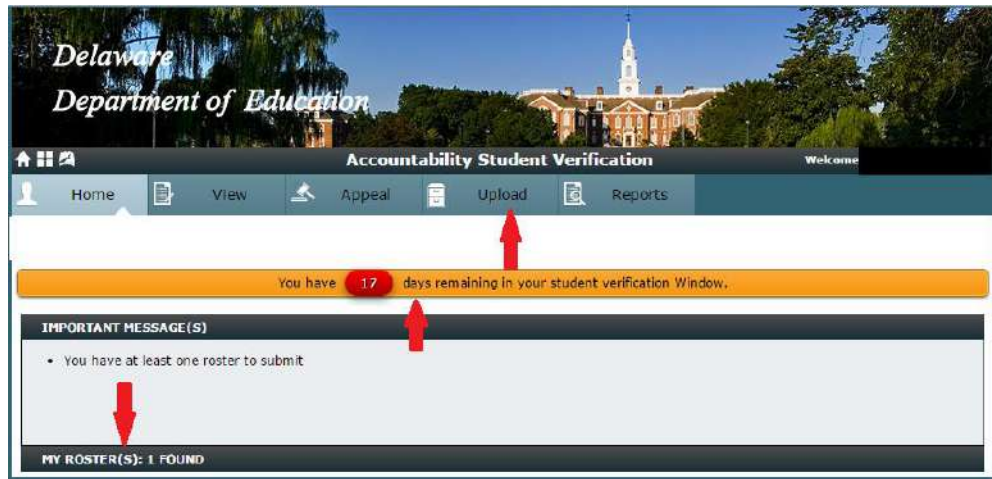 Delaware
Department of Education
Accountability Student Verification
Welcome
Home View Appeal Upload Reports
You have 17 days remaining in your student verification Window.
IMPORTANT MESSAGE(S)
• You have at least one roster to submit
MY ROSTER(S): 1 FOUND